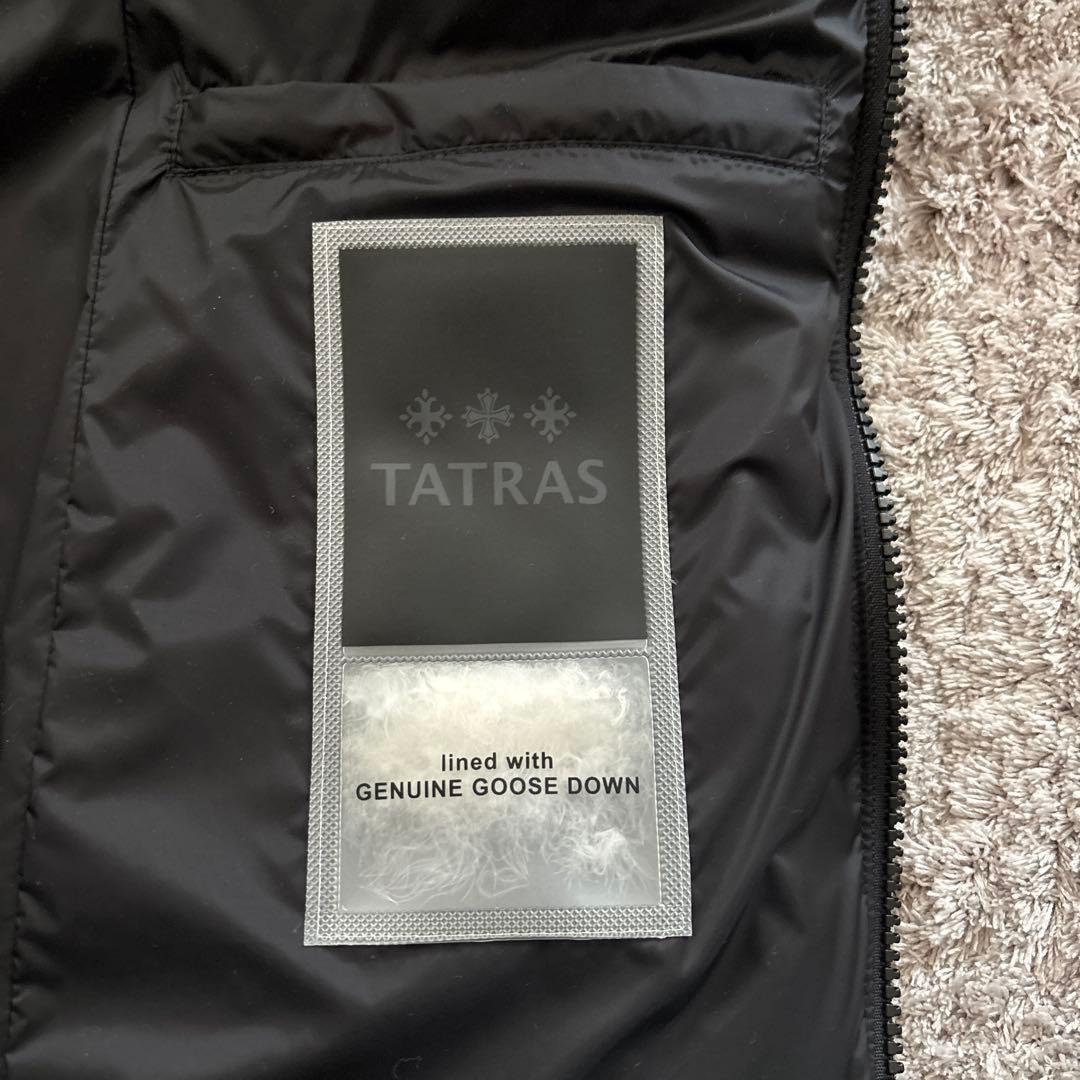 TATRAS
lined with
GENUINE GOOSE DOWN